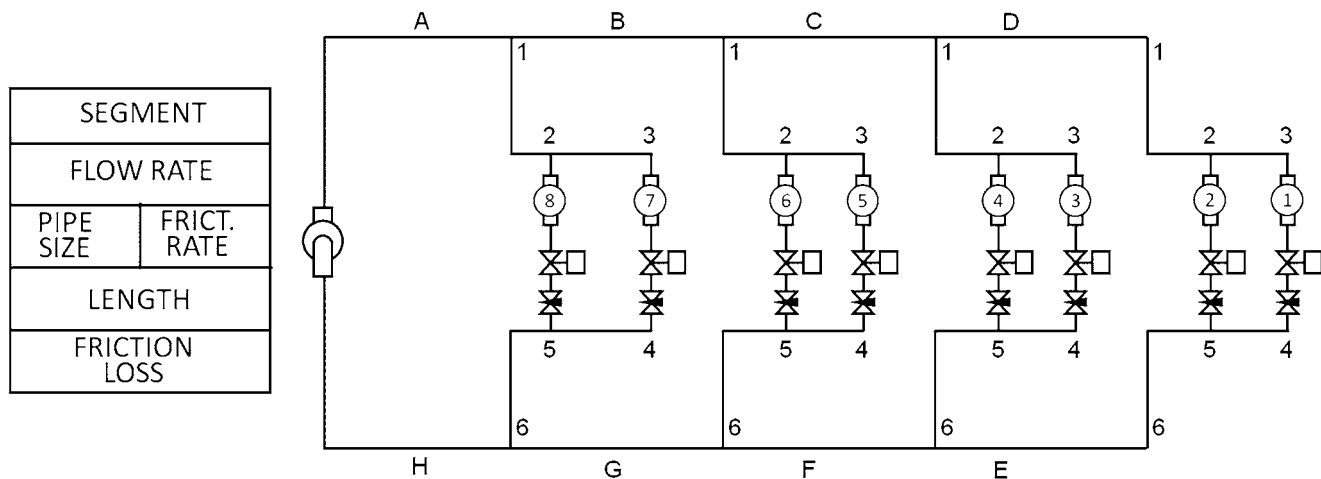 A B C D
1 1 1 1
SEGMENT
FLOW RATE
PIPE SIZE
FRICT. RATE
LENGTH
FRICTION LOSS
2 3 2 3 2 3 2 3
8 7 6 5 4 3 2 1
5 4 5 4 5 4 5 4
6 6 6 6
H G F E